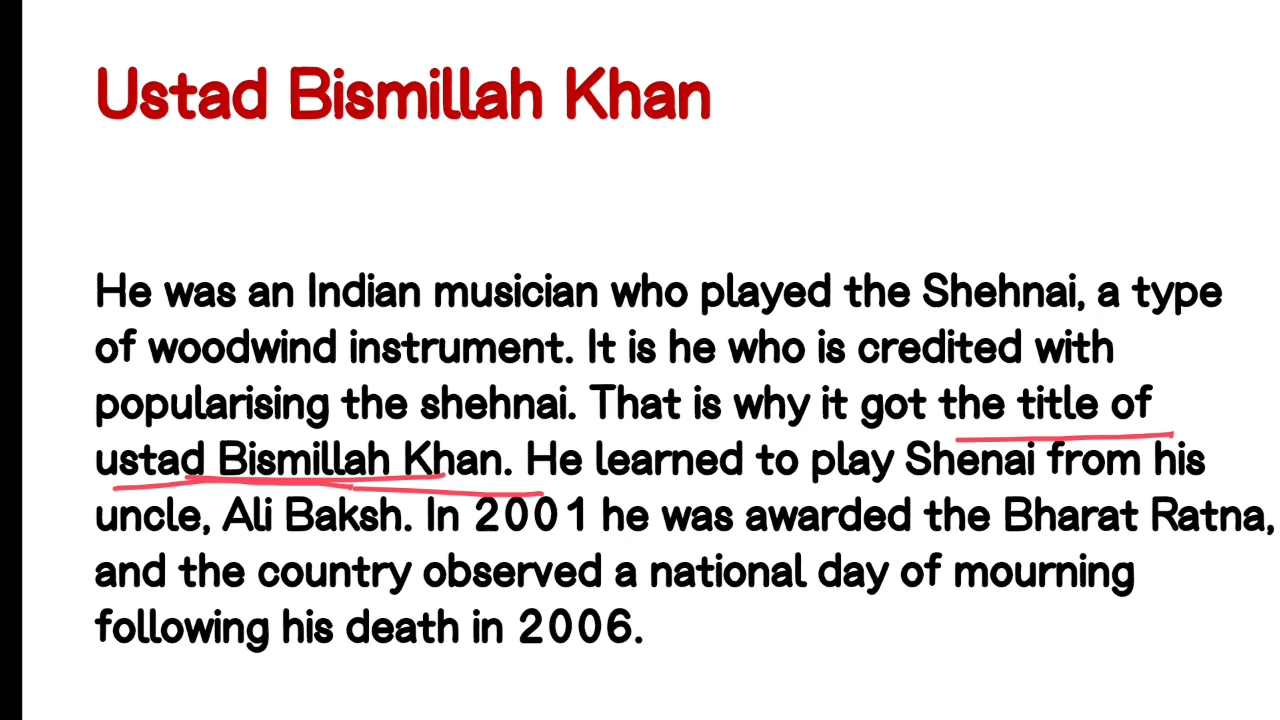 Ustad Bismillah Khan
He was an Indian musician who played the Shehnai, a type
of woodwind instrument. It is he who is credited with
popularising the shehnai. That is why it got the title of
ustad Bismillah Khan. He learned to play Shenai from his
uncle, Ali Baksh. In 2001 he was awarded the Bharat Ratna,
and the country observed a national day of mourning
following his death in 2006.